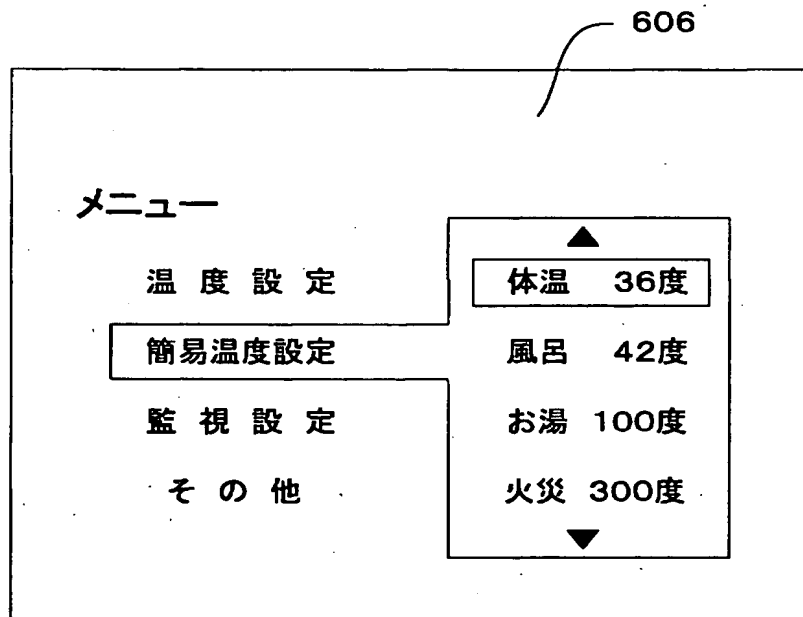 606
メニュー
温度設定
簡易温度設定
監視設定
その他
▲
体温 36度
風呂 42度
お湯 100度
火災 300度
▼